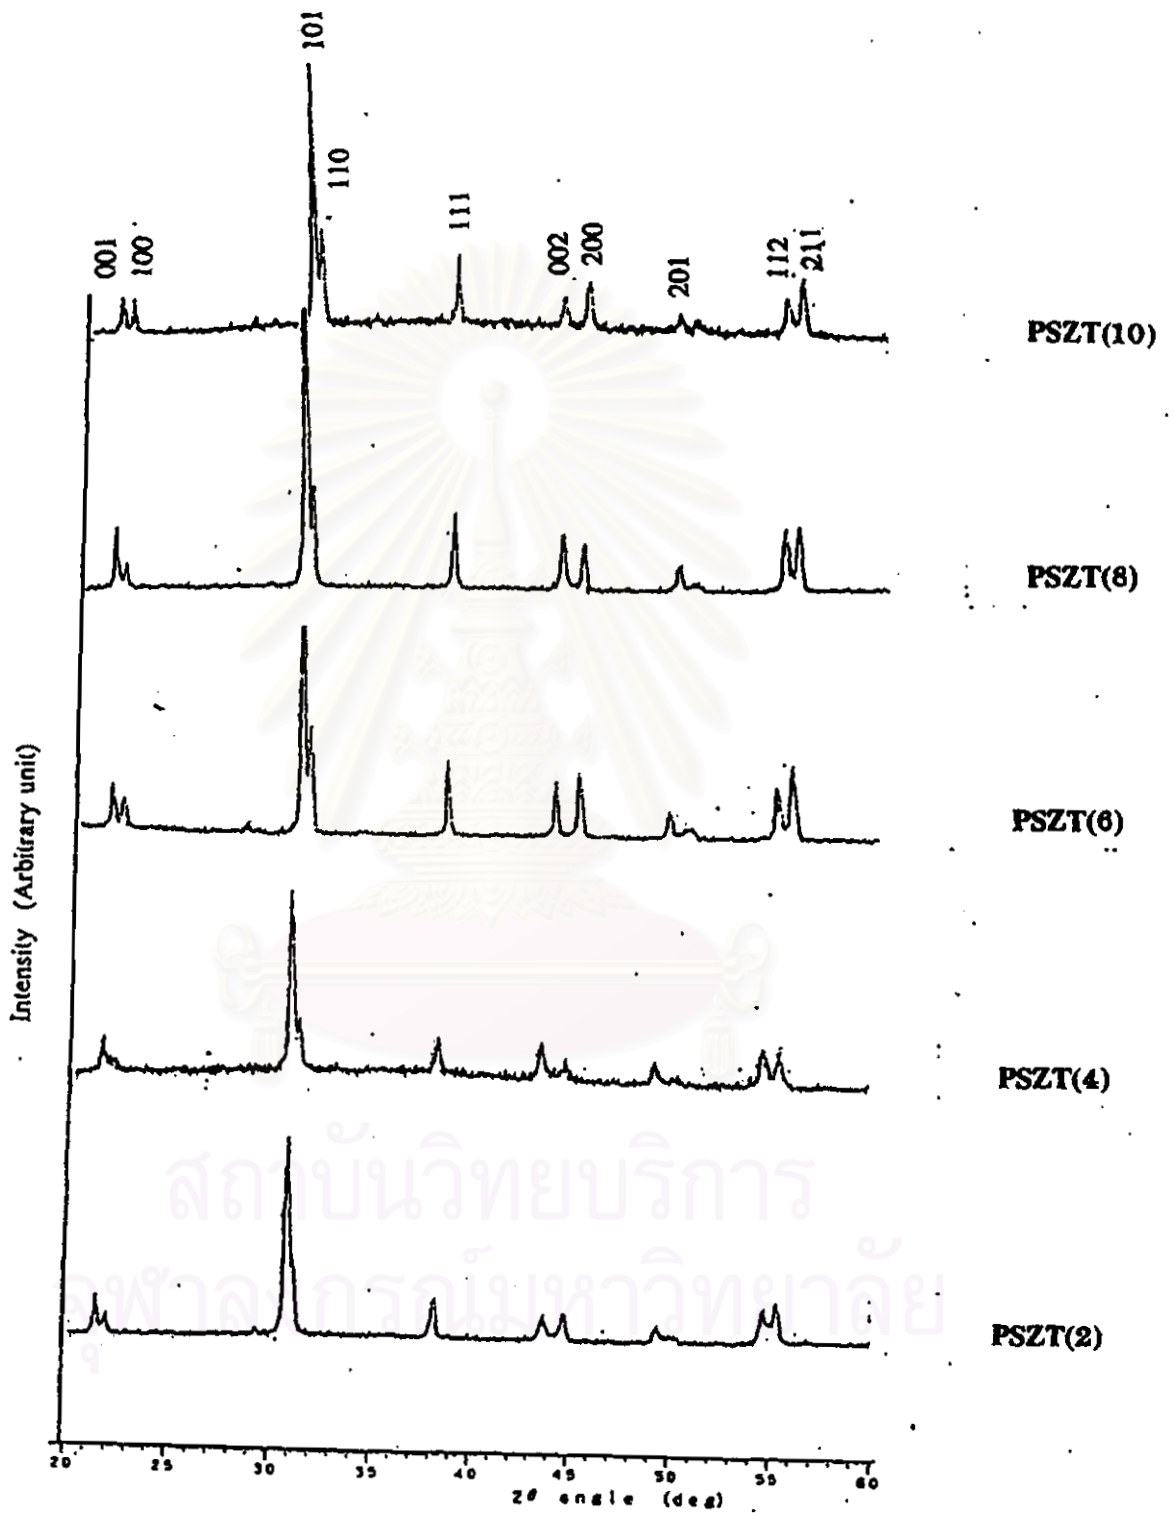 101
110
111
001
100
002
200
201
112
211
PSZT(10)
PSZT(8)
PSZT(6)
PSZT(4)
PSZT(2)
Intensity (Arbitrary unit)
สถาบันวิทยบริการ
จุฬาลงกรณ์มหาวิทยาลัย
20 25 30 35 40 45 50 55 60
2θ angle (deg)